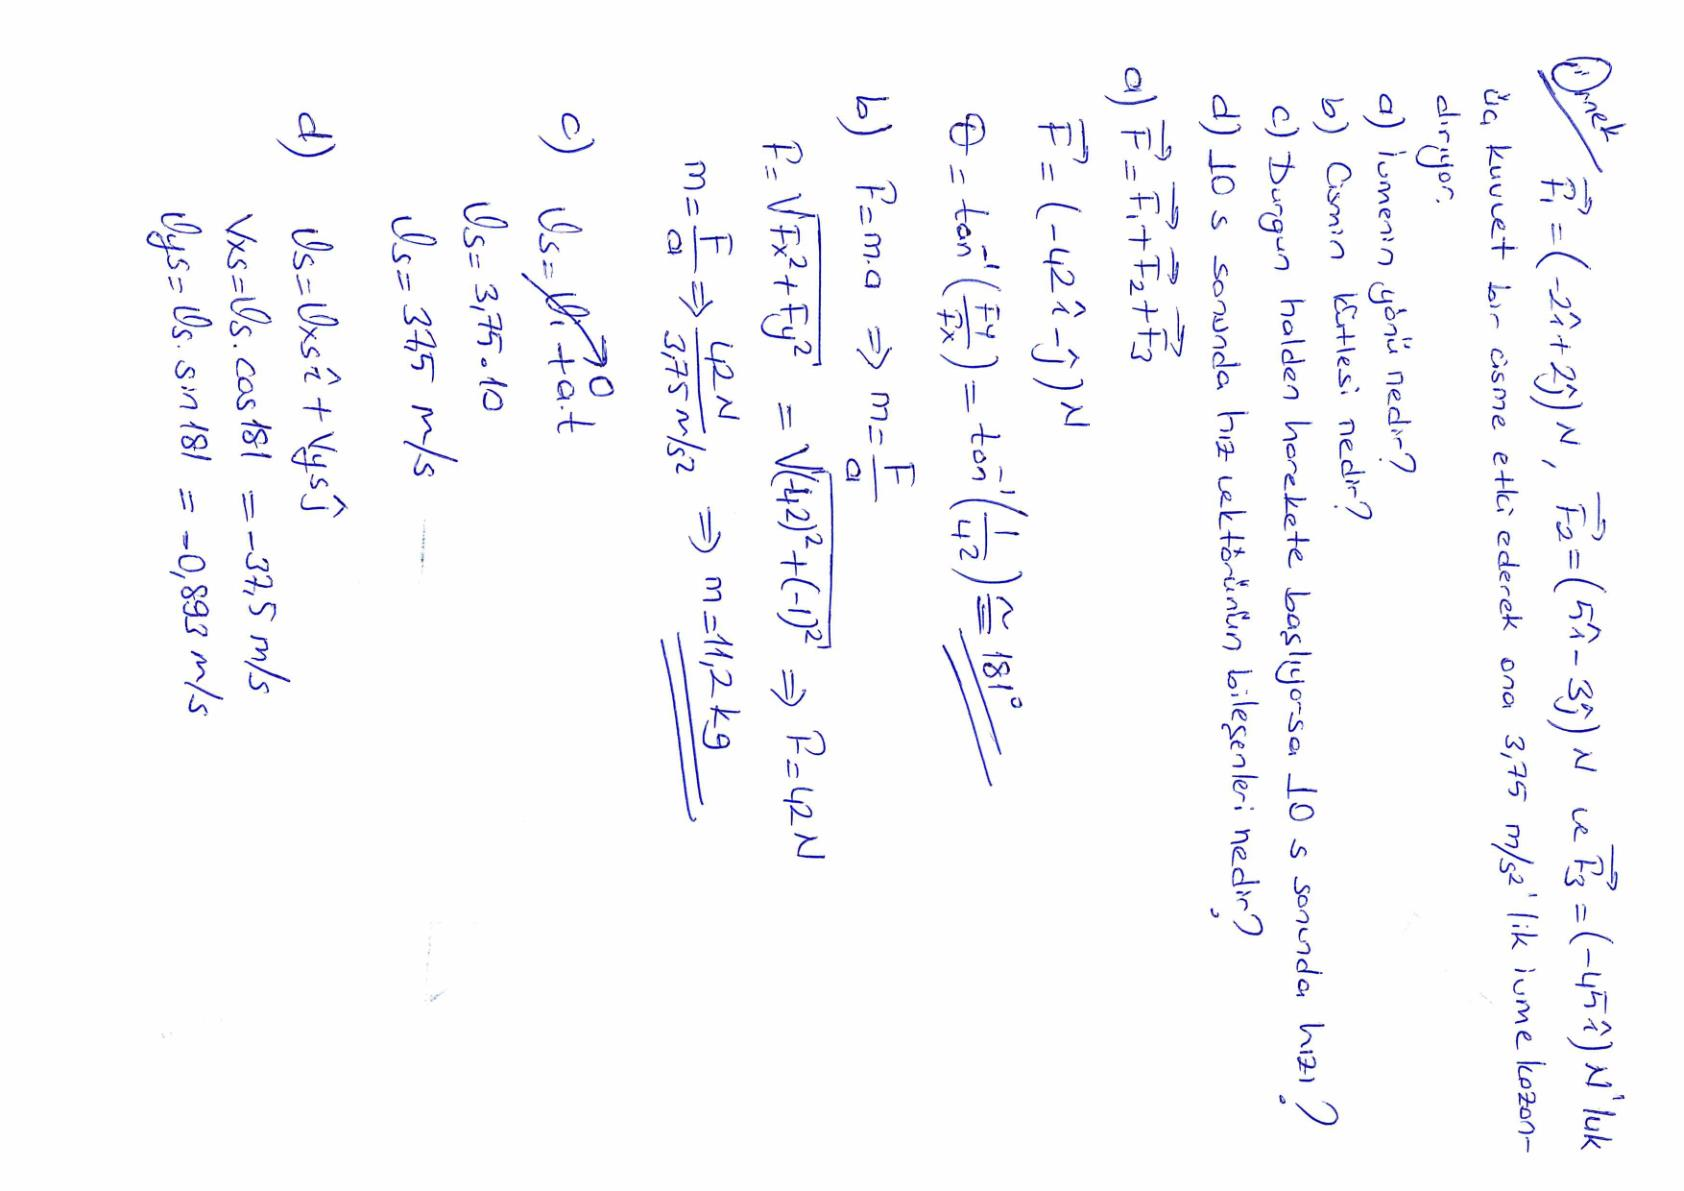 Örnek F⃗₁ = (-2î+2ĵ) N, F⃗₂ = (5î-3ĵ) N ve F⃗₃ = (-45î) N'luk
üç kuvvet bir cisme etki ederek ona 3,75 m/s²'lik ivme kazan-
dırıyor.
a) İvmenin yönü nedir?
b) Cismin kütlesi nedir?
c) Durgun halden harekete başlıyorsa 10 s sonunda hızı?
d) 10 s sonunda hız vektörünün bileşenleri nedir?
a) F⃗ = F⃗₁ + F⃗₂ + F⃗₃
F⃗ = (-42î - ĵ) N
θ = tan⁻¹(Fy/Fx) = tan⁻¹(1/42) ≅ 181°
b) F = m.a ⇒ m = F/a
F = √(Fx² + Fy²) = √((-42)² + (-1)²) ⇒ F = 42 N
m = F/a ⇒ 42 N / 3,75 m/s² ⇒ m = 11,2 kg
c) Vs = Vi→0 + a.t
Vs = 3,75.10
Vs = 37,5 m/s
d) Vs = Vxs î + Vys ĵ
Vxs = Vs.cos 181 = -37,5 m/s
Vys = Vs. sin 181 = -0,893 m/s